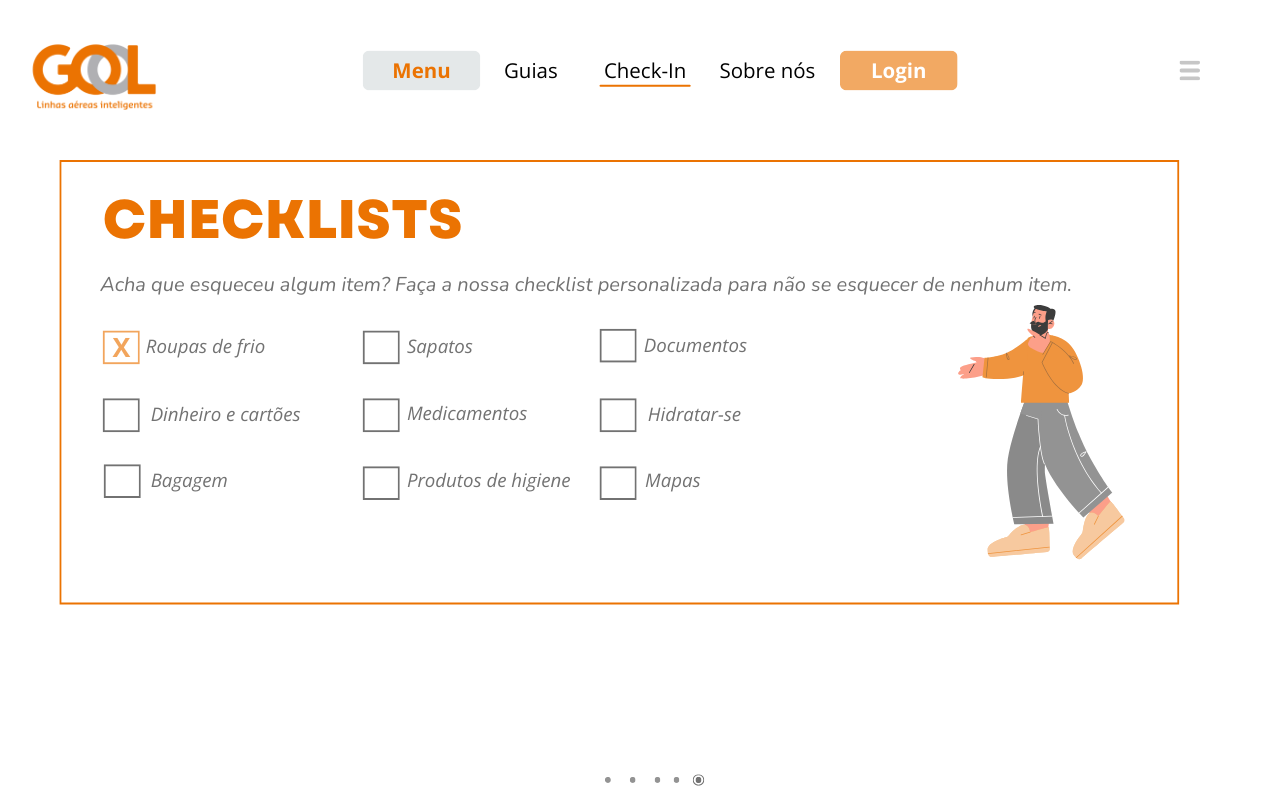 GOL
Linhas aéreas inteligentes
Menu
Guias
Check-In
Sobre nós
Login
CHECKLISTS
Acha que esqueceu algum item? Faça a nossa checklist personalizada para não se esquecer de nenhum item.
X Roupas de frio
Sapatos
Documentos
Dinheiro e cartões
Medicamentos
Hidratar-se
Bagagem
Produtos de higiene
Mapas